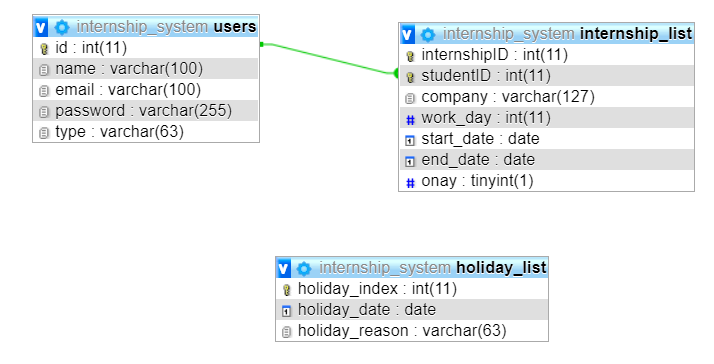 internship_system users
id : int(11)
name : varchar(100)
email : varchar(100)
password : varchar(255)
type : varchar(63)
internship_system internship_list
internshipID : int(11)
studentID : int(11)
company : varchar(127)
work_day : int(11)
start_date : date
end_date : date
onay : tinyint(1)
internship_system holiday_list
holiday_index : int(11)
holiday_date : date
holiday_reason : varchar(63)